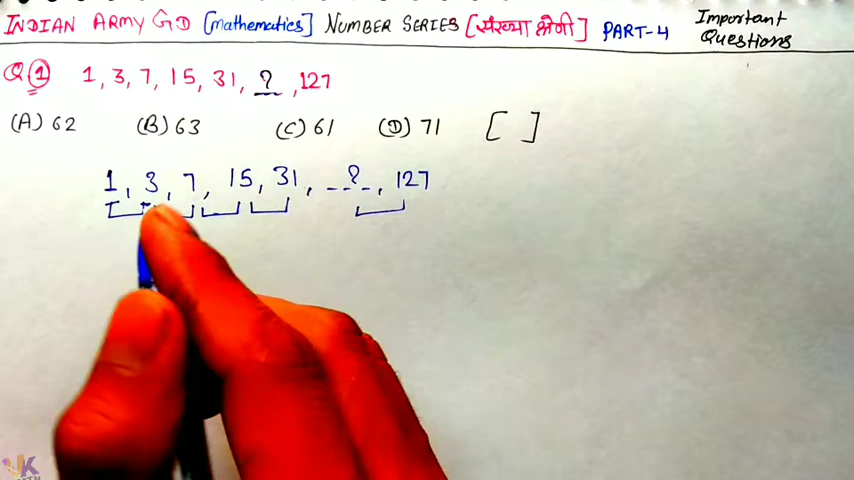 INDIAN ARMY GD [mathematics] NUMBER SERIES [संख्या श्रेणी] PART-4 Important Questions
Q① 1, 3, 7, 15, 31, ?, 127
(A) 62 (B) 63 (C) 61 (D) 71 [ ]
1, 3, 7, 15, 31, _ _ ? _, 127